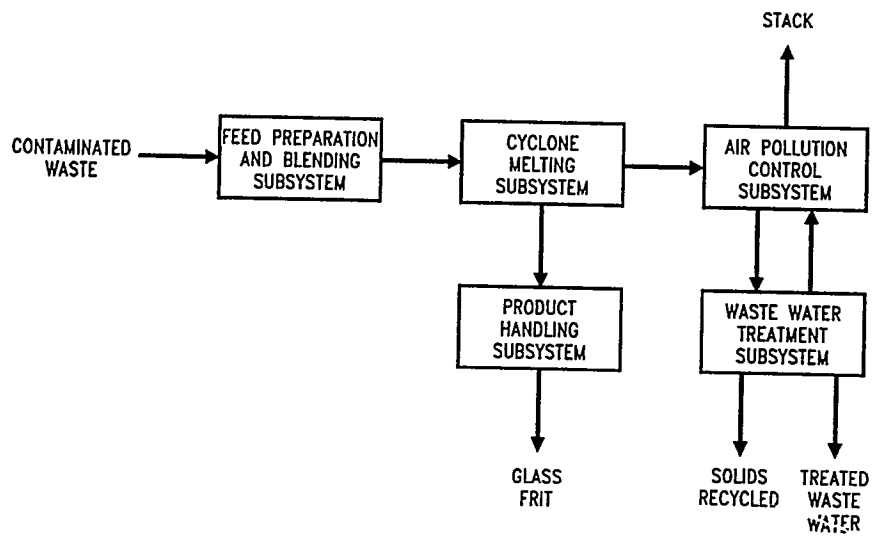 STACK
CONTAMINATED
WASTE
FEED PREPARATION
AND BLENDING
SUBSYSTEM
CYCLONE
MELTING
SUBSYSTEM
AIR POLLUTION
CONTROL
SUBSYSTEM
PRODUCT
HANDLING
SUBSYSTEM
WASTE WATER
TREATMENT
SUBSYSTEM
GLASS
FRIT
SOLIDS
RECYCLED
TREATED
WASTE
WATER